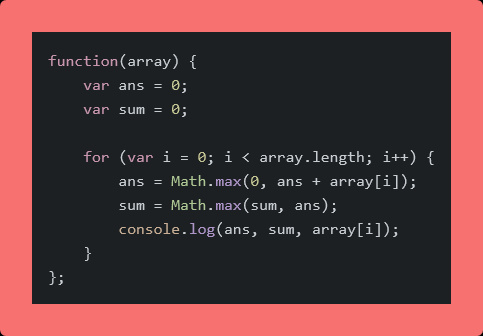 function(array) {
    var ans = 0;
    var sum = 0;

    for (var i = 0; i < array.length; i++) {
        ans = Math.max(0, ans + array[i]);
        sum = Math.max(sum, ans);
        console.log(ans, sum, array[i]);
    }
};